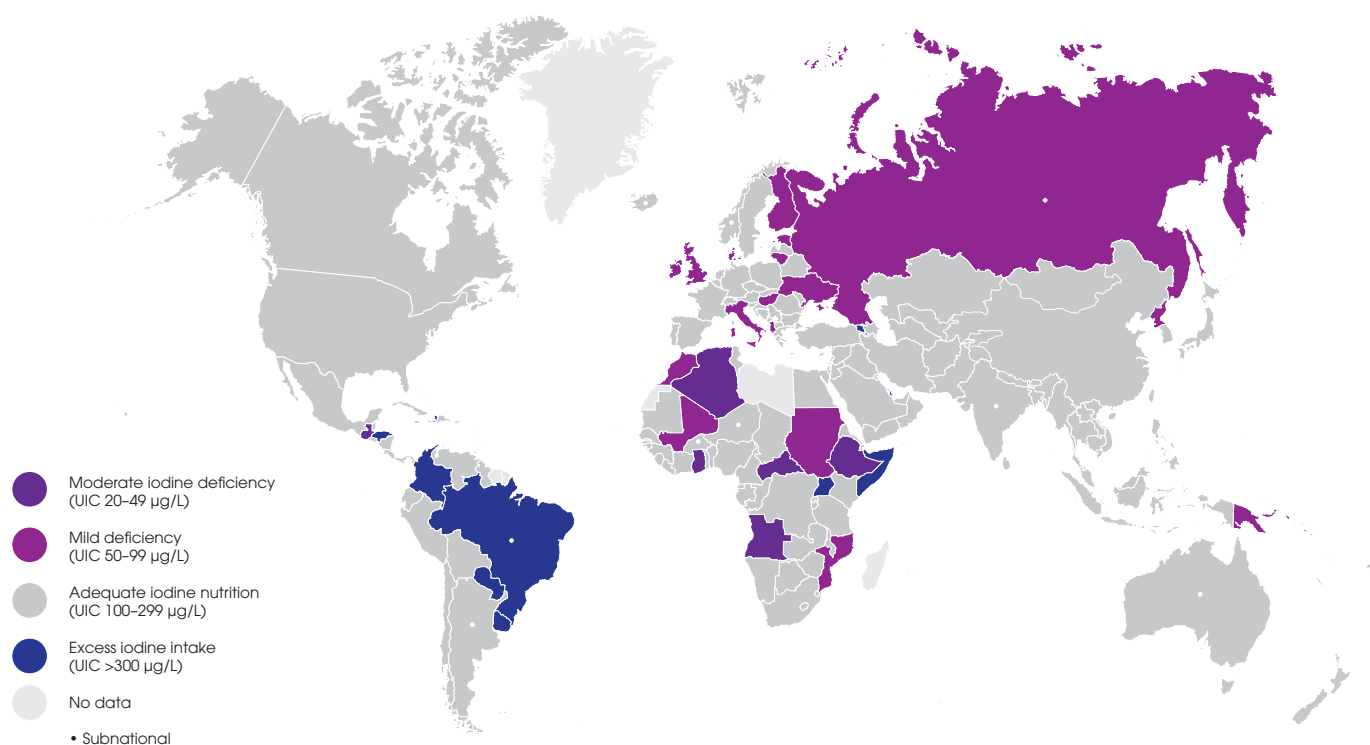 Moderate iodine deficiency
(UIC 20–49 µg/L)
Mild deficiency
(UIC 50–99 µg/L)
Adequate iodine nutrition
(UIC 100–299 µg/L)
Excess iodine intake
(UIC >300 µg/L)
No data
• Subnational